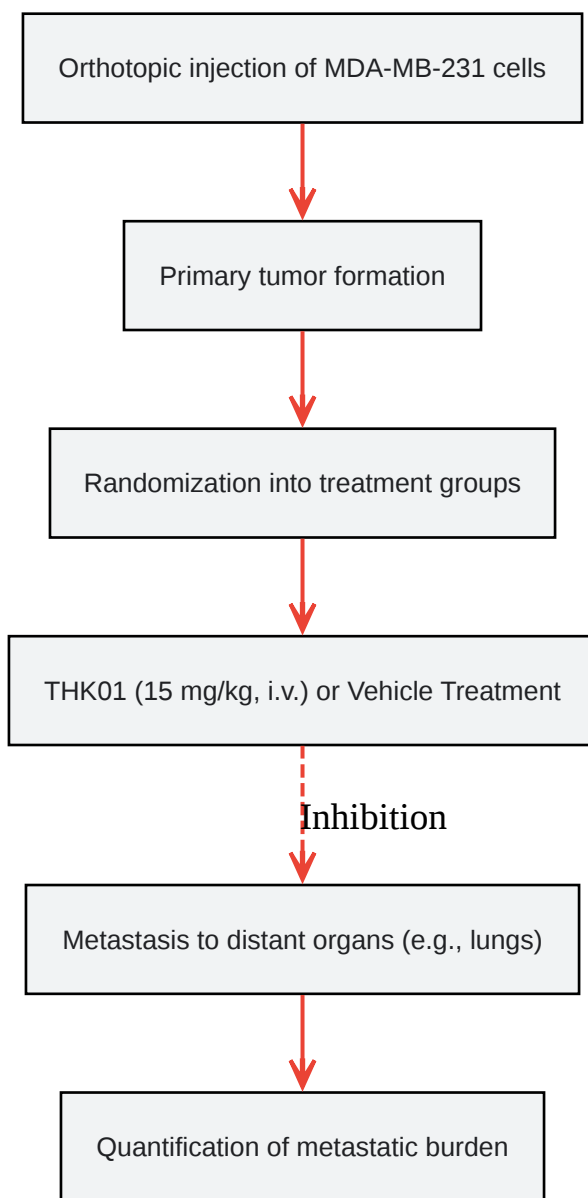 Orthotopic injection of MDA-MB-231 cells
Primary tumor formation
Randomization into treatment groups
THK01 (15 mg/kg, i.v.) or Vehicle Treatment
Inhibition
Metastasis to distant organs (e.g., lungs)
Quantification of metastatic burden